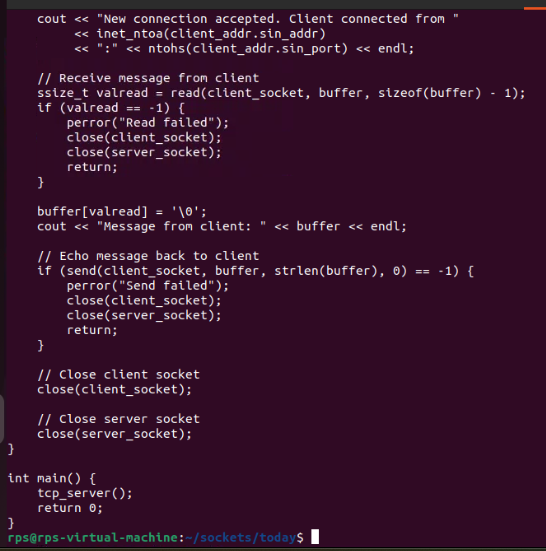 cout << "New connection accepted. Client connected from "
         << inet_ntoa(client_addr.sin_addr)
         << ":" << ntohs(client_addr.sin_port) << endl;

    // Receive message from client
    ssize_t valread = read(client_socket, buffer, sizeof(buffer) - 1);
    if (valread == -1) {
        perror("Read failed");
        close(client_socket);
        close(server_socket);
        return;
    }

    buffer[valread] = '\0';
    cout << "Message from client: " << buffer << endl;

    // Echo message back to client
    if (send(client_socket, buffer, strlen(buffer), 0) == -1) {
        perror("Send failed");
        close(client_socket);
        close(server_socket);
        return;
    }

    // Close client socket
    close(client_socket);

    // Close server socket
    close(server_socket);
}

int main() {
    tcp_server();
    return 0;
}
rps@rps-virtual-machine:~/sockets/today$